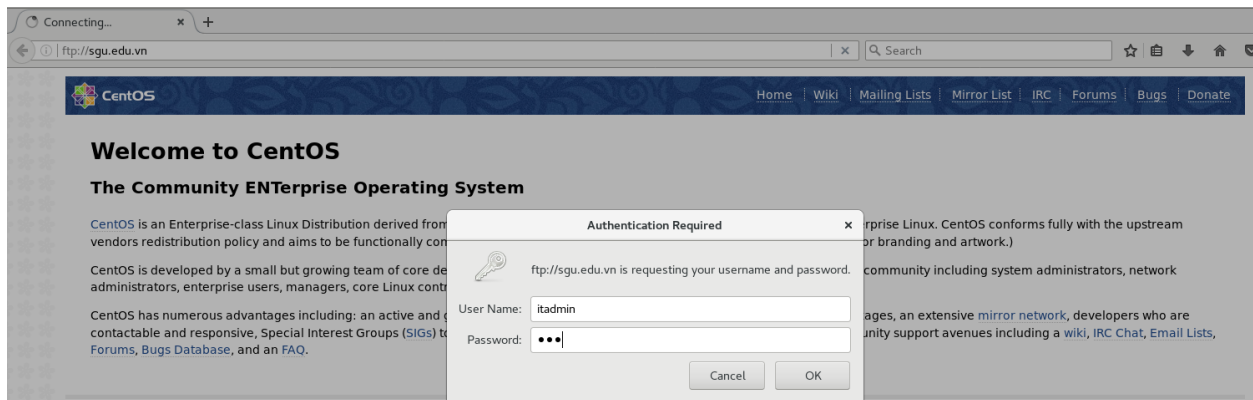 Connecting...
ftp://sgu.edu.vn
Search
CentOS
Home Wiki Mailing Lists Mirror List IRC Forums Bugs Donate
Welcome to CentOS
The Community ENTerprise Operating System
CentOS is an Enterprise-class Linux Distribution derived from
erprise Linux. CentOS conforms fully with the upstream
vendors redistribution policy and aims to be functionally com
or branding and artwork.)
CentOS is developed by a small but growing team of core de
community including system administrators, network
administrators, enterprise users, managers, core Linux contr
CentOS has numerous advantages including: an active and g
ages, an extensive mirror network, developers who are
contactable and responsive, Special Interest Groups (SIGs) to
unity support avenues including a wiki, IRC Chat, Email Lists,
Forums, Bugs Database, and an FAQ.
Authentication Required
ftp://sgu.edu.vn is requesting your username and password.
User Name: itadmin
Password: •••
Cancel OK